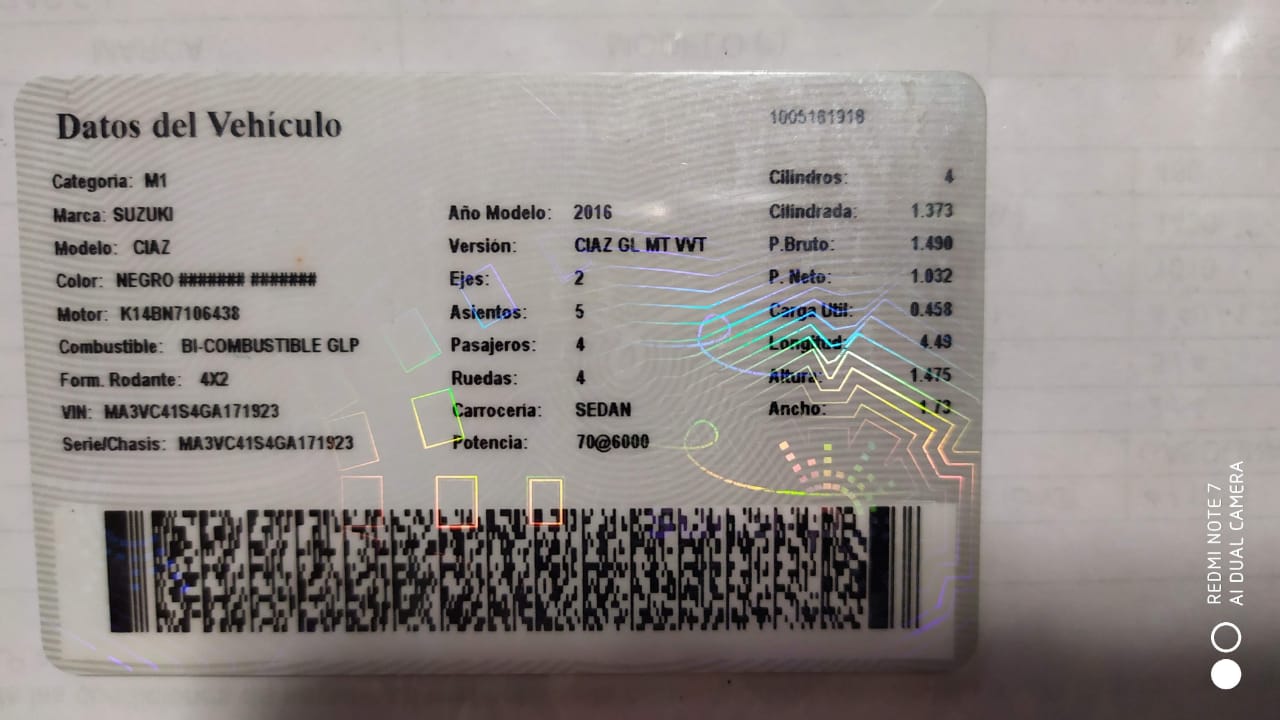 MARCA
MODELO
Datos del Vehículo
1005161918
Categoria: M1
Marca: SUZUKI
Modelo: CIAZ
Color: NEGRO ####### #######
Motor: K14BN7106438
Combustible: BI-COMBUSTIBLE GLP
Form. Rodante: 4X2
VIN: MA3VC41S4GA171923
Serie/Chasis: MA3VC41S4GA171923
Año Modelo: 2016
Versión: CIAZ GL MT VVT
Ejes: 2
Asientos: 5
Pasajeros: 4
Ruedas: 4
Carrocería: SEDAN
Potencia: 70@6000
Cilindros: 4
Cilindrada: 1.373
P.Bruto: 1.490
P. Neto: 1.032
Carga Util: 0.458
Longitud: 4.49
Altura: 1.475
Ancho: 1.73
REDMI NOTE 7
AI DUAL CAMERA